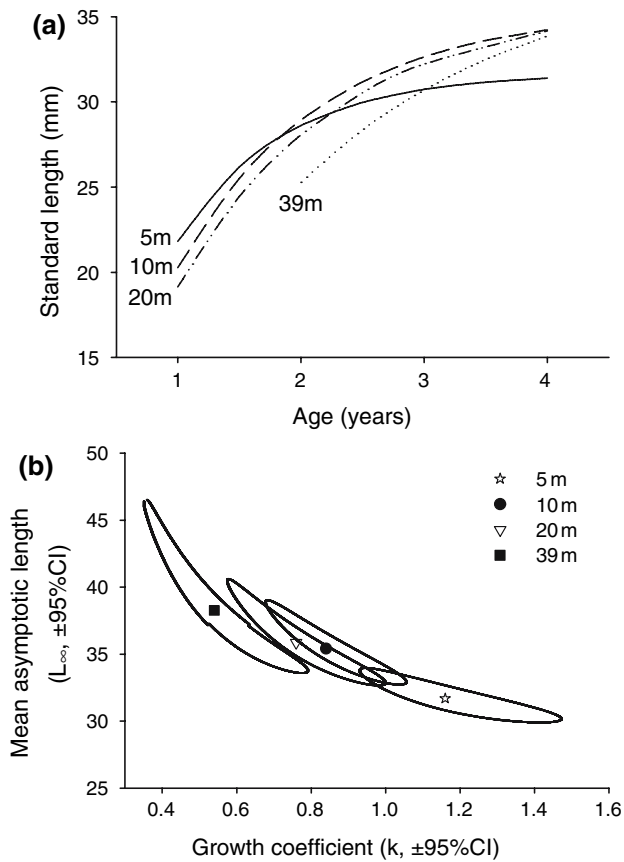 (a)
35
30
25
20
15
Standard length (mm)
5m
10m
20m
39m
1 2 3 4
Age (years)
(b)
50
45
40
35
30
25
Mean asymptotic length
(L∞, ±95%CI)
5 m
10 m
20 m
39 m
0.4 0.6 0.8 1.0 1.2 1.4 1.6
Growth coefficient (k, ±95%CI)